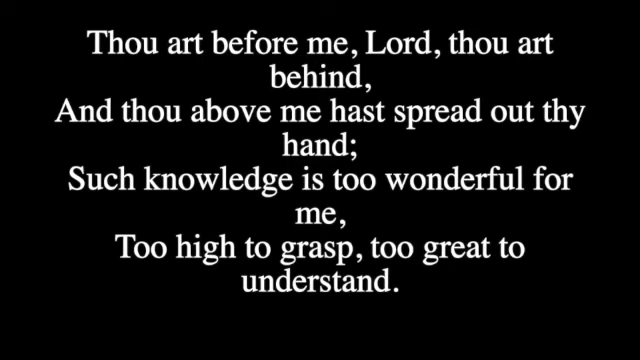 Thou art before me, Lord, thou art
behind,
And thou above me hast spread out thy
hand;
Such knowledge is too wonderful for
me,
Too high to grasp, too great to
understand.